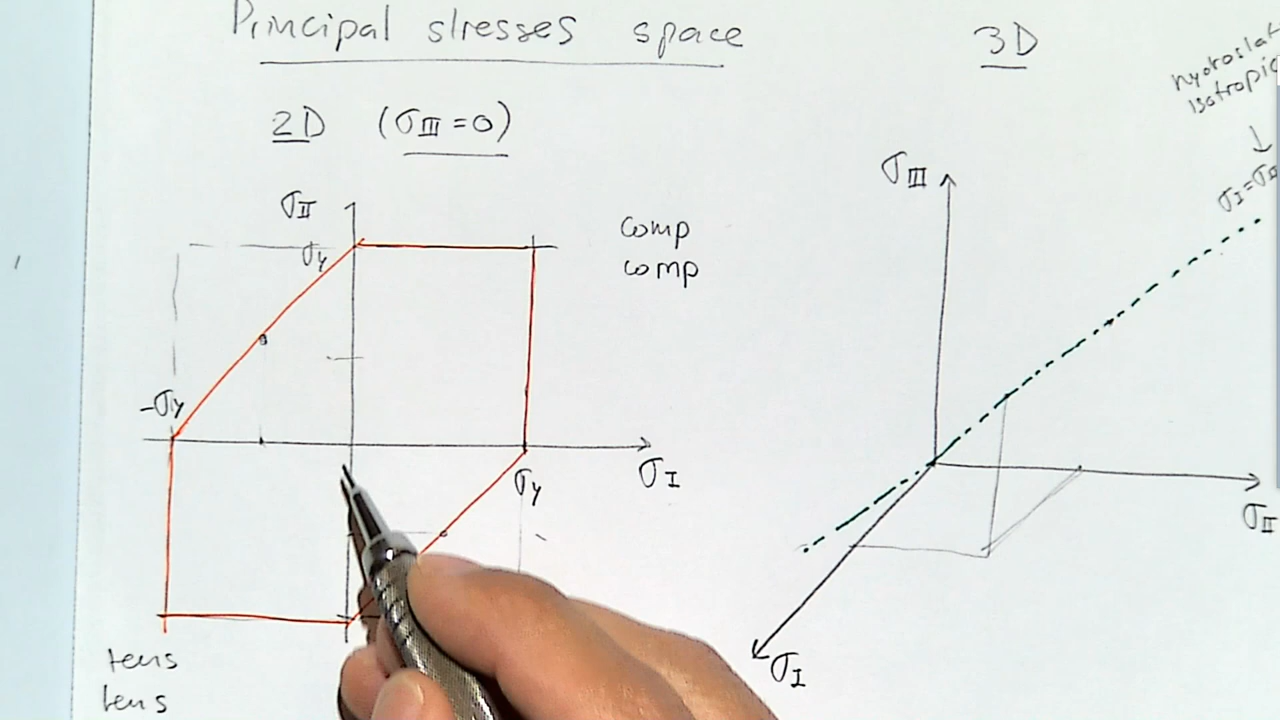 Principal stresses space
2D (σIII=0)
σII
σy
-σy
σI
σy
comp
comp
tens
tens
3D
σIII
σII
σI